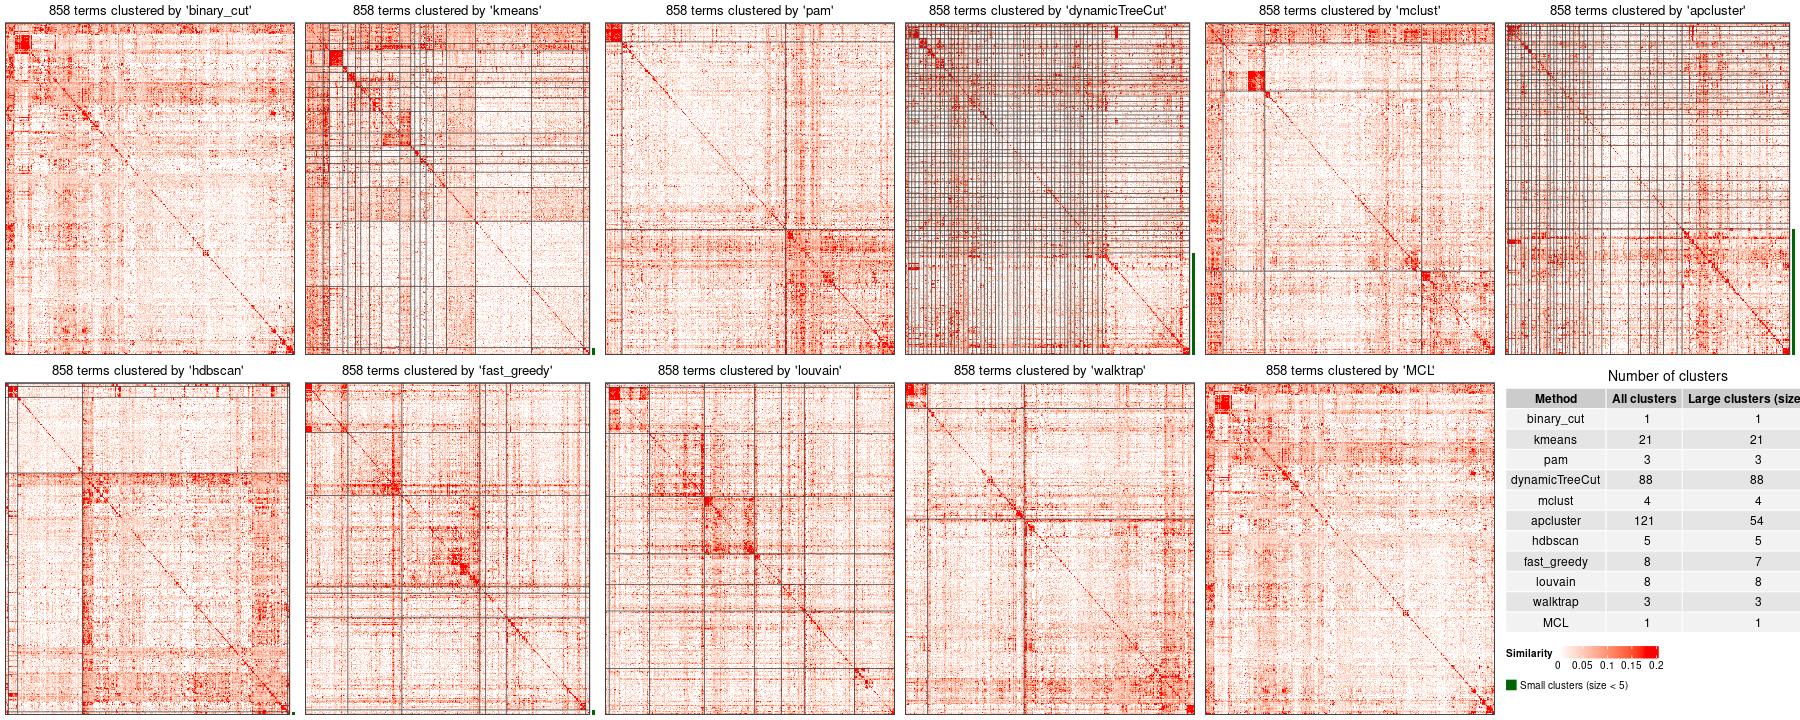 858 terms clustered by 'binary_cut'
858 terms clustered by 'kmeans'
858 terms clustered by 'pam'
858 terms clustered by 'dynamicTreeCut'
858 terms clustered by 'mclust'
858 terms clustered by 'apcluster'
858 terms clustered by 'hdbscan'
858 terms clustered by 'fast_greedy'
858 terms clustered by 'louvain'
858 terms clustered by 'walktrap'
858 terms clustered by 'MCL'
Number of clusters
Method All clusters Large clusters (size
binary_cut 1 1
kmeans 21 21
pam 3 3
dynamicTreeCut 88 88
mclust 4 4
apcluster 121 54
hdbscan 5 5
fast_greedy 8 7
louvain 8 8
walktrap 3 3
MCL 1 1
Similarity
0 0.05 0.1 0.15 0.2
Small clusters (size < 5)